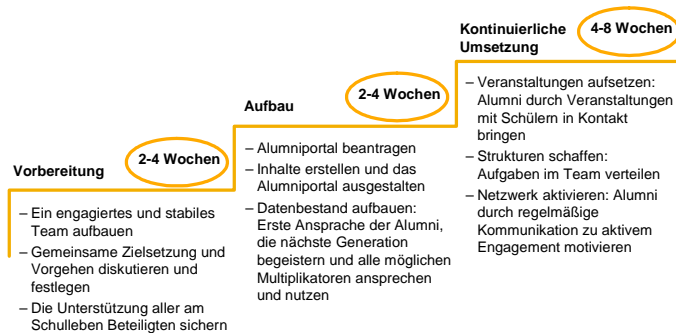 Vorbereitung
2-4 Wochen
– Ein engagiertes und stabiles
Team aufbauen
– Gemeinsame Zielsetzung und
Vorgehen diskutieren und
festlegen
– Die Unterstützung aller am
Schulleben Beteiligten sichern
Aufbau
2-4 Wochen
– Alumniportal beantragen
– Inhalte erstellen und das
Alumniportal ausgestalten
– Datenbestand aufbauen:
Erste Ansprache der Alumni,
die nächste Generation
begeistern und alle möglichen
Multiplikatoren ansprechen
und nutzen
Kontinuierliche
Umsetzung
4-8 Wochen
– Veranstaltungen aufsetzen:
Alumni durch Veranstaltungen
mit Schülern in Kontakt
bringen
– Strukturen schaffen:
Aufgaben im Team verteilen
– Netzwerk aktivieren: Alumni
durch regelmäßige
Kommunikation zu aktivem
Engagement motivieren